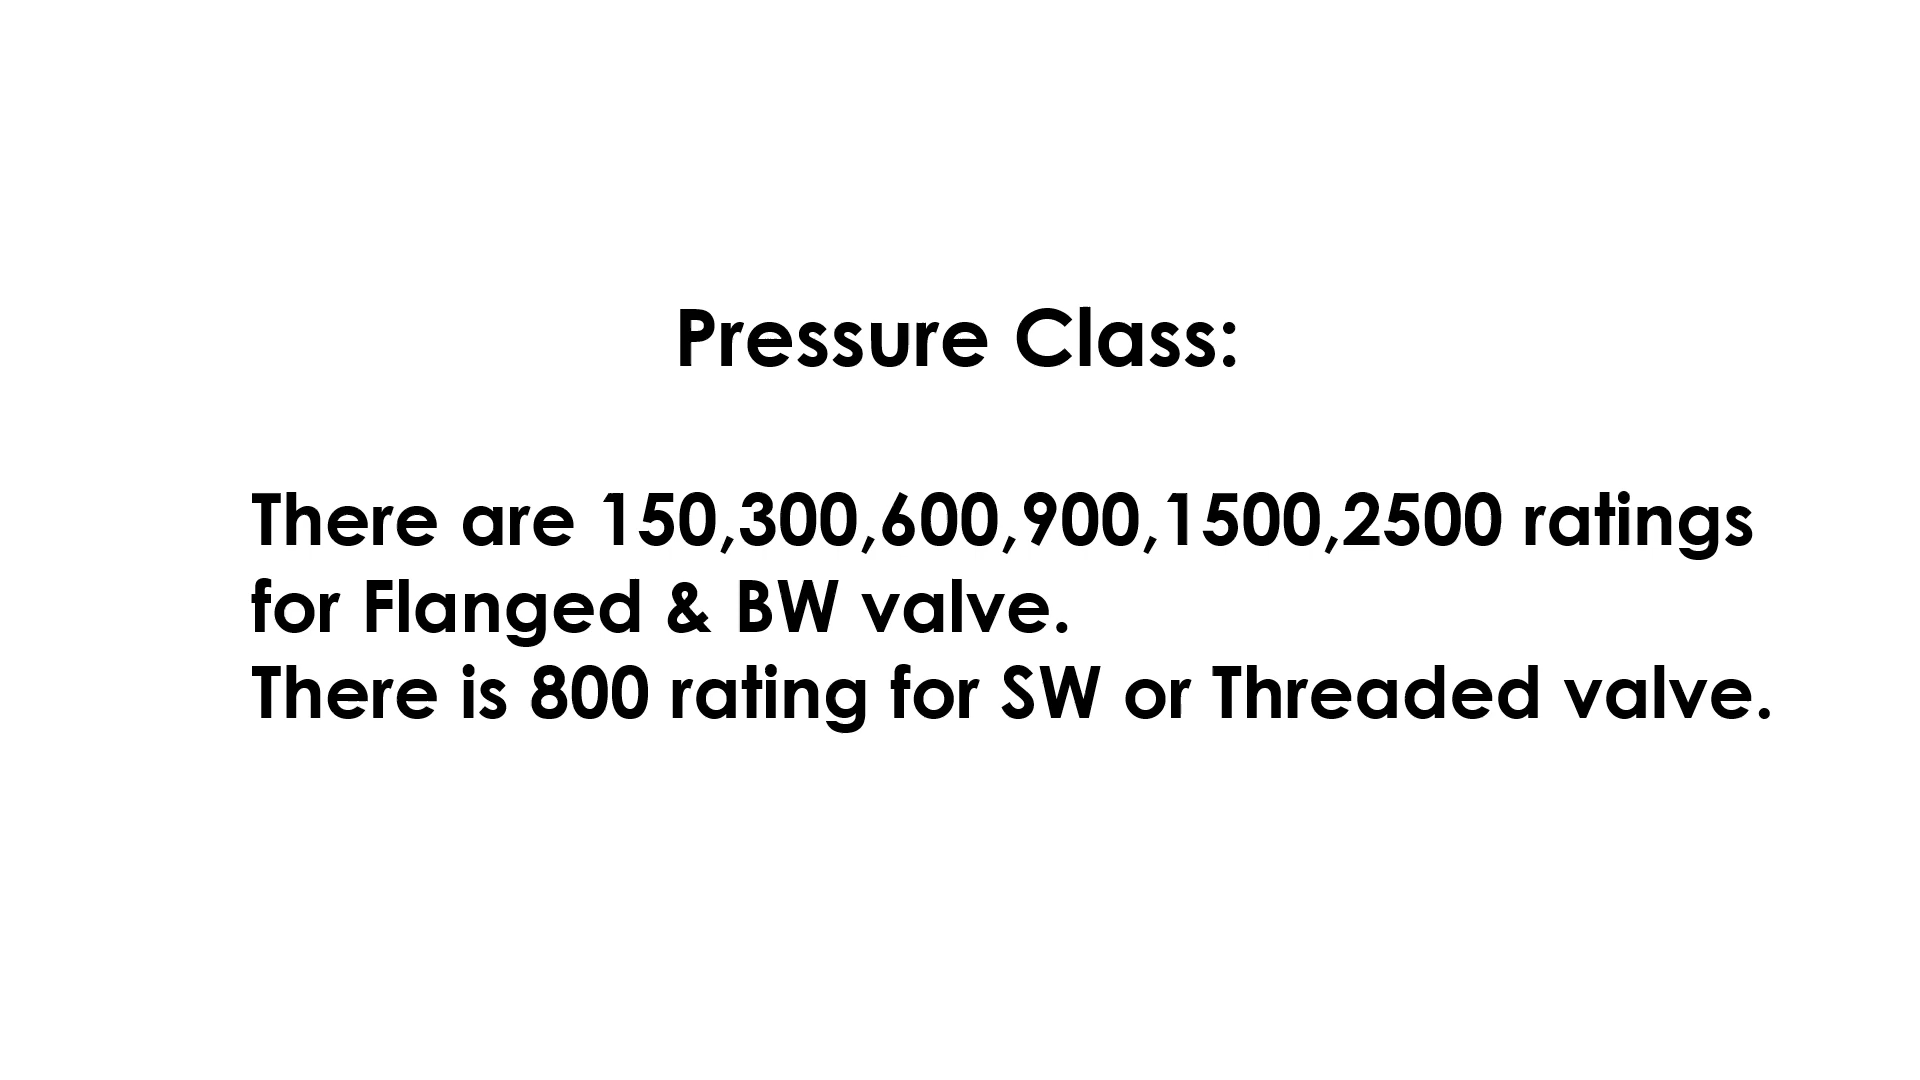 Pressure Class:
There are 150,300,600,900,1500,2500 ratings
for Flanged & BW valve.
There is 800 rating for SW or Threaded valve.